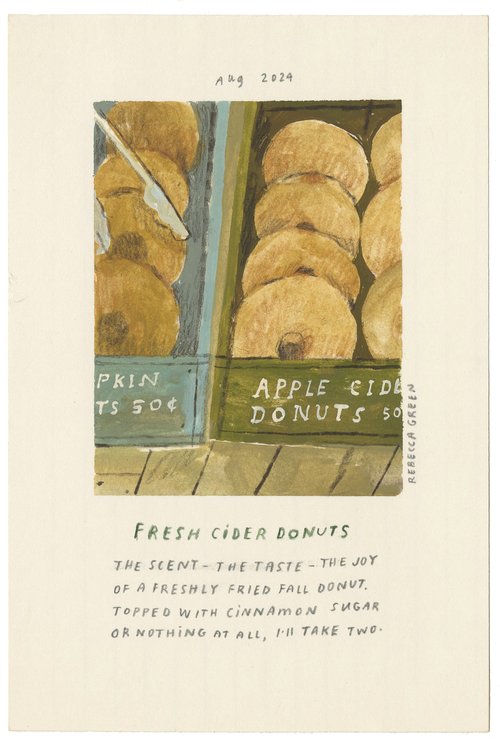 Aug 2024
PKIN
TS 50¢
APPLE CIDE
DONUTS 50
REBECCA GREEN
FRESH CiDER DONUTS
THE SCENT - THE TASTE - THE JOY
OF A FRESHLY FRIED FALL DONUT.
TOPPED WITH CiNNAMON SUGAR
OR NOTHING AT ALL, I'll TAKE TWO.